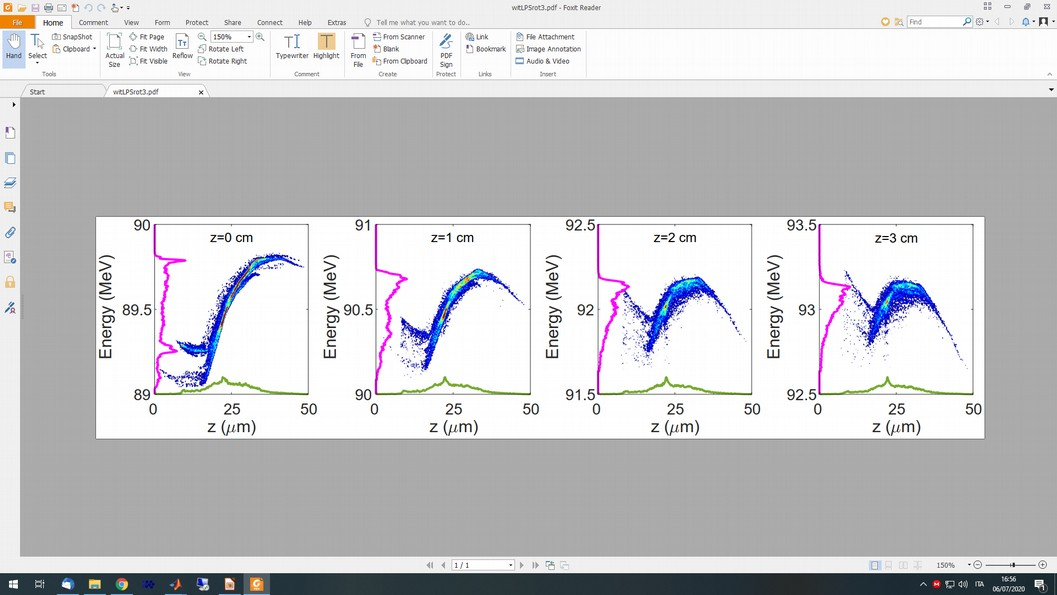 witLPSrot3.pdf - Foxit Reader
File Home Comment View Form Protect Share Connect Help Extras Tell me what you want to do.. Find
Hand Select SnapShot Clipboard Tools
Actual Size Fit Page Fit Width Fit Visible Reflow 150% Rotate Left Rotate Right View
Typewriter Highlight Comment
From File From Scanner Blank From Clipboard Create
PDF Sign Protect
Link Bookmark Links
File Attachment Image Annotation Audio & Video Insert
Start witLPSrot3.pdf
z=0 cm
90
89.5
89
Energy (MeV)
0 25 50
z (μm)
z=1 cm
91
90.5
90
Energy (MeV)
0 25 50
z (μm)
z=2 cm
92.5
92
91.5
Energy (MeV)
0 25 50
z (μm)
z=3 cm
93.5
93
92.5
Energy (MeV)
0 25 50
z (μm)
1 / 1 150%
ITA 16:56
06/07/2020